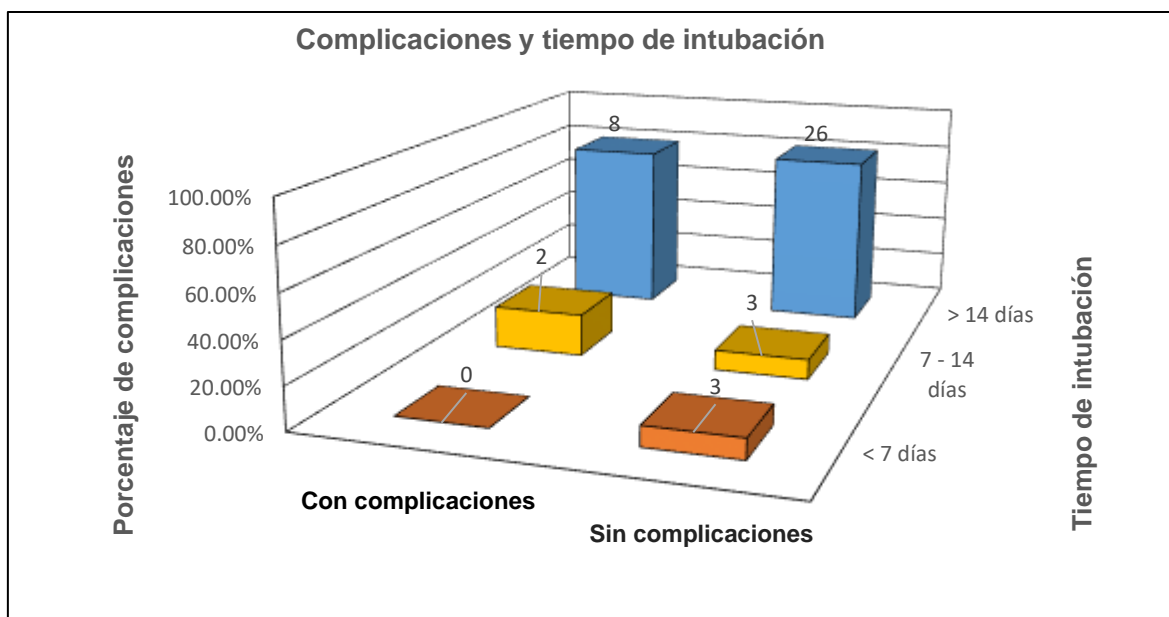 Complicaciones y tiempo de intubación
Porcentaje de complicaciones
100.00%
80.00%
60.00%
40.00%
20.00%
0.00%
8
26
2
3
0
3
> 14 días
7 - 14
días
< 7 días
Con complicaciones
Sin complicaciones
Tiempo de intubación